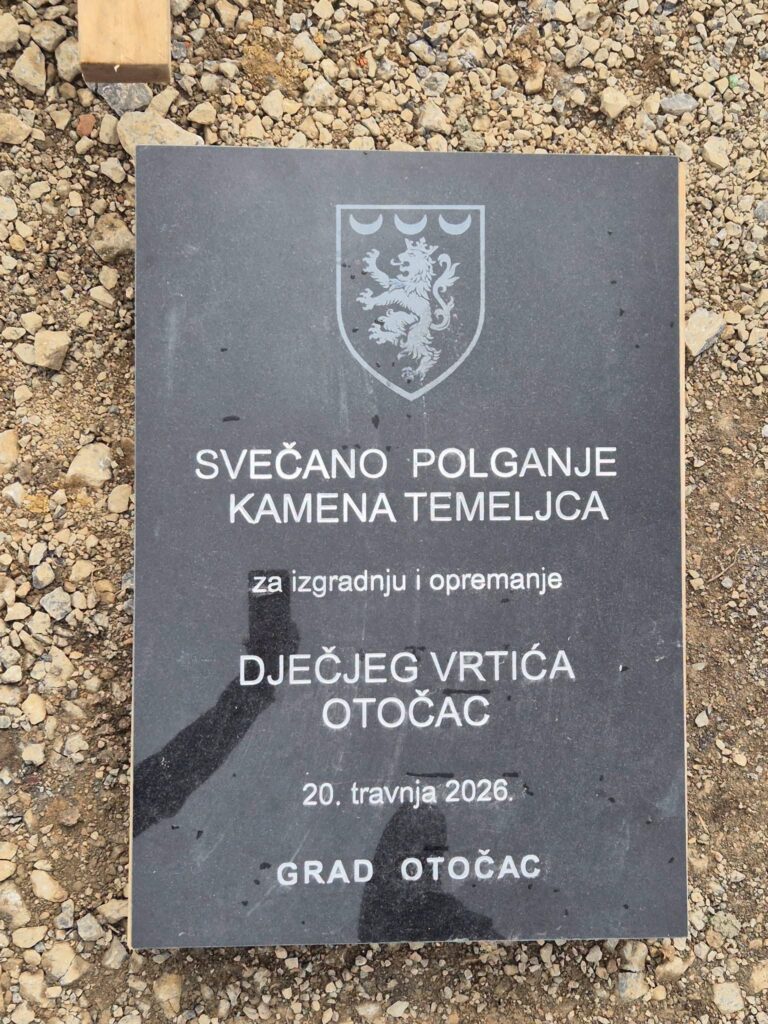 SVEČANO POLGANJE
KAMENA TEMELJCA
za izgradnju i opremanje
DJEČJEG VRTIĆA
OTOČAC
20. travnja 2026.
GRAD OTOČAC